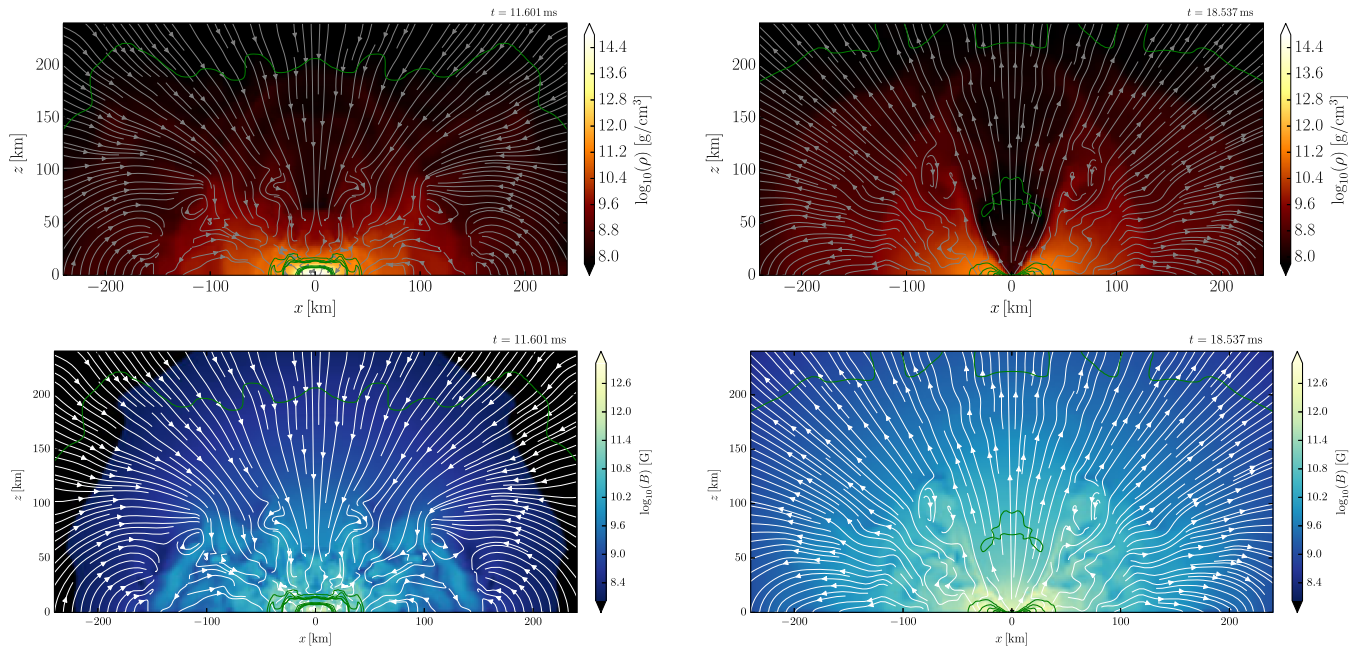 t = 11.601 ms
200
150
100
50
0
z [km]
−200 −100 0 100 200
x [km]
14.4
13.6
12.8
12.0
11.2
10.4
9.6
8.8
8.0
log₁₀(ρ) [g/cm³]
t = 18.537 ms
200
150
100
50
0
z [km]
−200 −100 0 100 200
x [km]
14.4
13.6
12.8
12.0
11.2
10.4
9.6
8.8
8.0
log₁₀(ρ) [g/cm³]
t = 11.601 ms
200
150
100
50
0
z [km]
−200 −100 0 100 200
x [km]
12.6
12.0
11.4
10.8
10.2
9.6
9.0
8.4
log₁₀(B) [G]
t = 18.537 ms
200
150
100
50
0
z [km]
−200 −100 0 100 200
x [km]
12.6
12.0
11.4
10.8
10.2
9.6
9.0
8.4
log₁₀(B) [G]